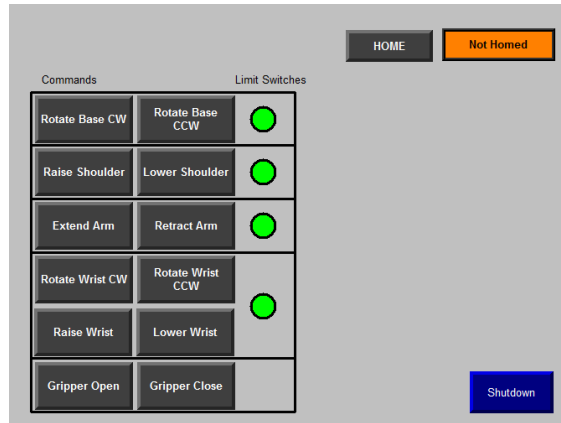 HOME
Not Homed
Commands
Limit Switches
Rotate Base CW
Rotate Base
CCW
Raise Shoulder
Lower Shoulder
Extend Arm
Retract Arm
Rotate Wrist CW
Rotate Wrist
CCW
Raise Wrist
Lower Wrist
Gripper Open
Gripper Close
Shutdown